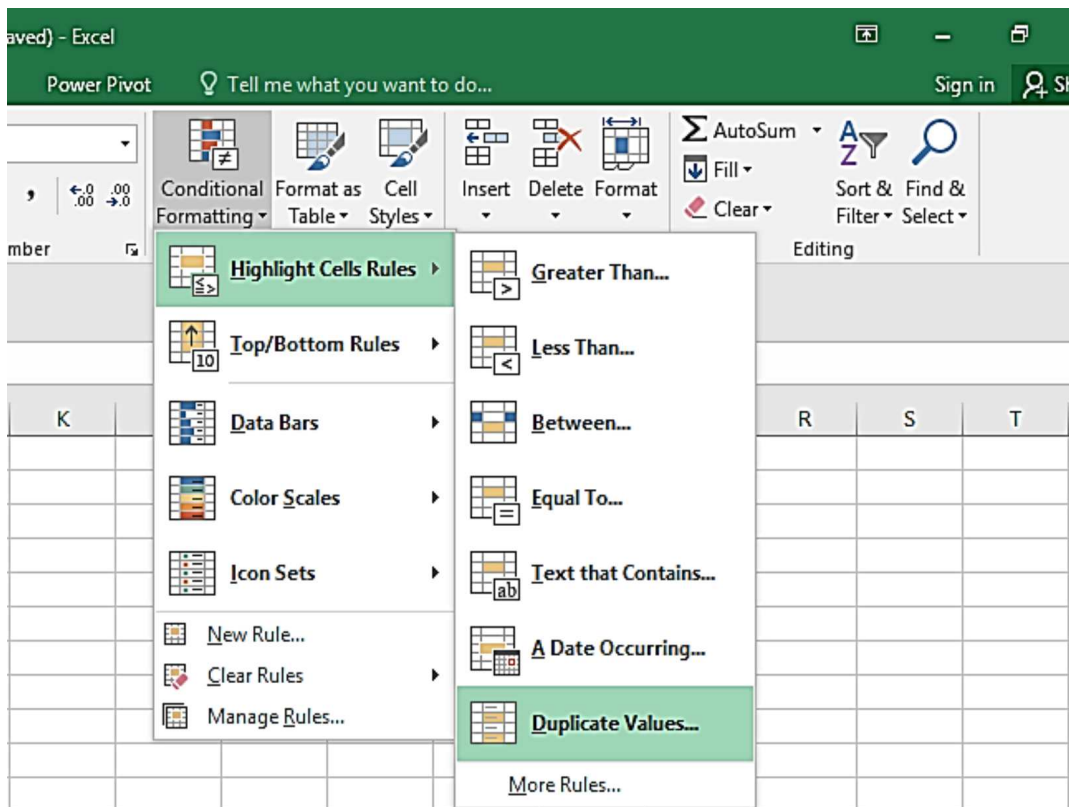 aved) - Excel
Power Pivot
Tell me what you want to do...
Sign in
Sh
AutoSum
Fill
Clear
Conditional Formatting
Format as Table
Cell Styles
Insert
Delete
Format
Sort & Filter
Find & Select
mber
Editing
Highlight Cells Rules
Top/Bottom Rules
Data Bars
Color Scales
Icon Sets
New Rule...
Clear Rules
Manage Rules...
Greater Than...
Less Than...
Between...
Equal To...
Text that Contains...
A Date Occurring...
Duplicate Values...
More Rules...
K
R
S
T